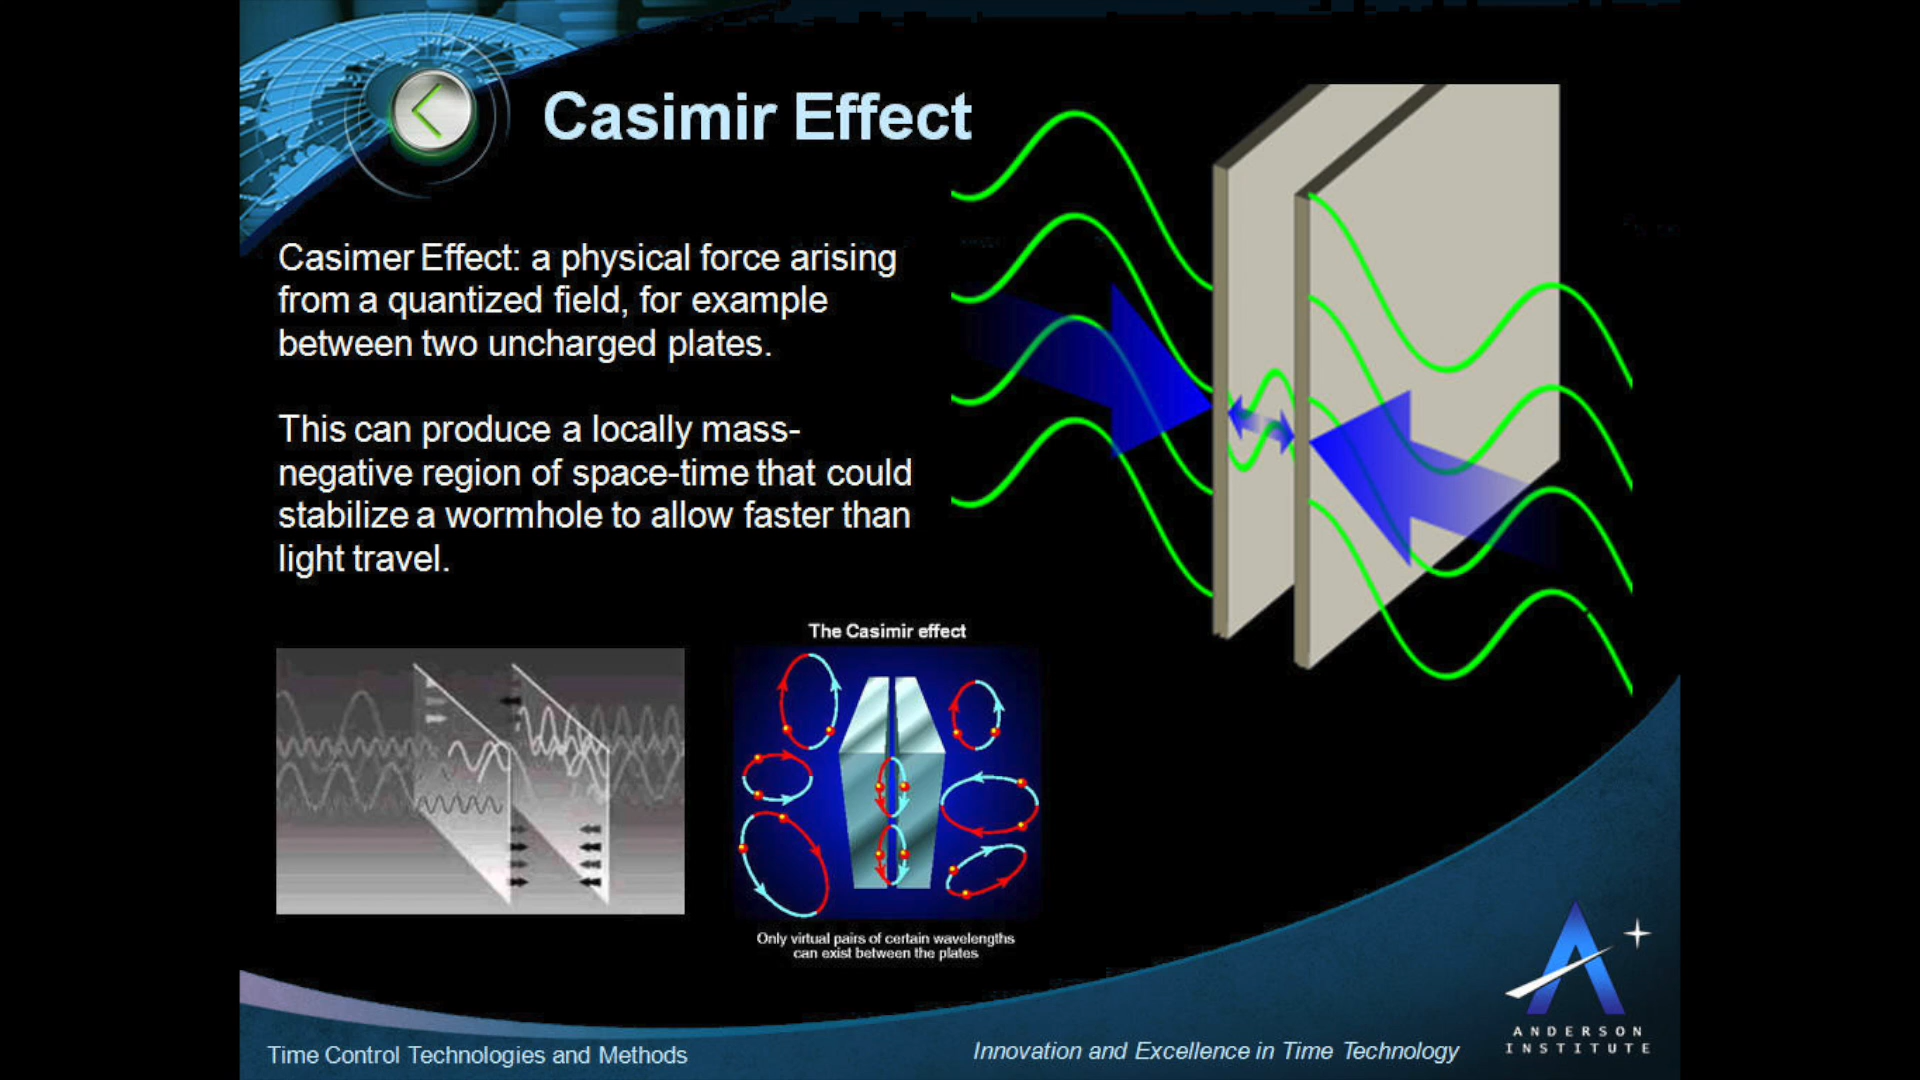 Casimir Effect
Casimer Effect: a physical force arising
from a quantized field, for example
between two uncharged plates.
This can produce a locally mass-
negative region of space-time that could
stabilize a wormhole to allow faster than
light travel.
The Casimir effect
Only virtual pairs of certain wavelengths
can exist between the plates
Time Control Technologies and Methods
Innovation and Excellence in Time Technology
ANDERSON
INSTITUTE